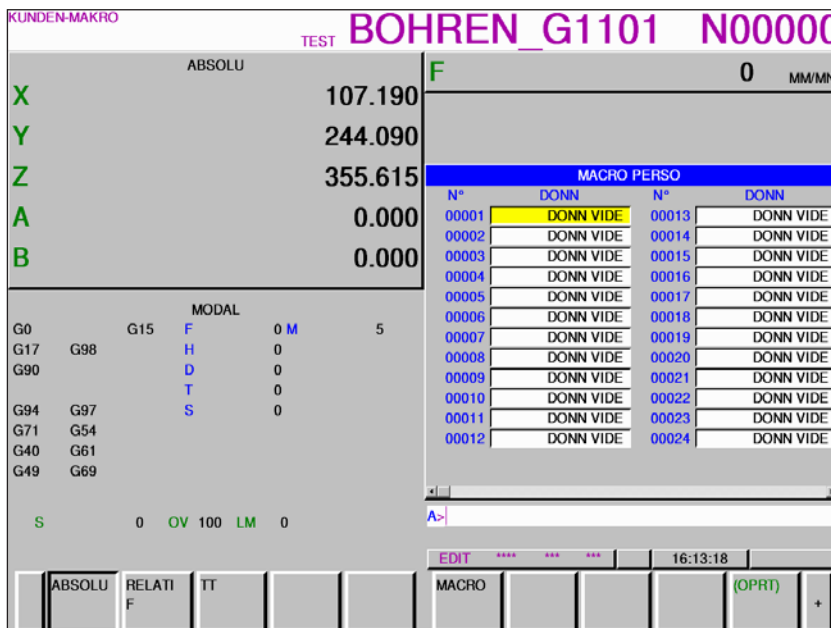 KUNDEN-MAKRO
TEST BOHREN_G1101 N00000
ABSOLU
X 107.190
Y 244.090
Z 355.615
A 0.000
B 0.000
F 0 MM/MN
MACRO PERSO
N° DONN N° DONN
00001 DONN VIDE 00013 DONN VIDE
00002 DONN VIDE 00014 DONN VIDE
00003 DONN VIDE 00015 DONN VIDE
00004 DONN VIDE 00016 DONN VIDE
00005 DONN VIDE 00017 DONN VIDE
00006 DONN VIDE 00018 DONN VIDE
00007 DONN VIDE 00019 DONN VIDE
00008 DONN VIDE 00020 DONN VIDE
00009 DONN VIDE 00021 DONN VIDE
00010 DONN VIDE 00022 DONN VIDE
00011 DONN VIDE 00023 DONN VIDE
00012 DONN VIDE 00024 DONN VIDE
MODAL
G0 G15 F 0 M 5
G17 G98 H 0
G90 D 0
T 0
G94 G97 S 0
G71 G54
G40 G61
G49 G69
S 0 OV 100 LM 0
A>
EDIT **** *** *** 16:13:18
ABSOLU RELATI TT MACRO (OPRT)
F +